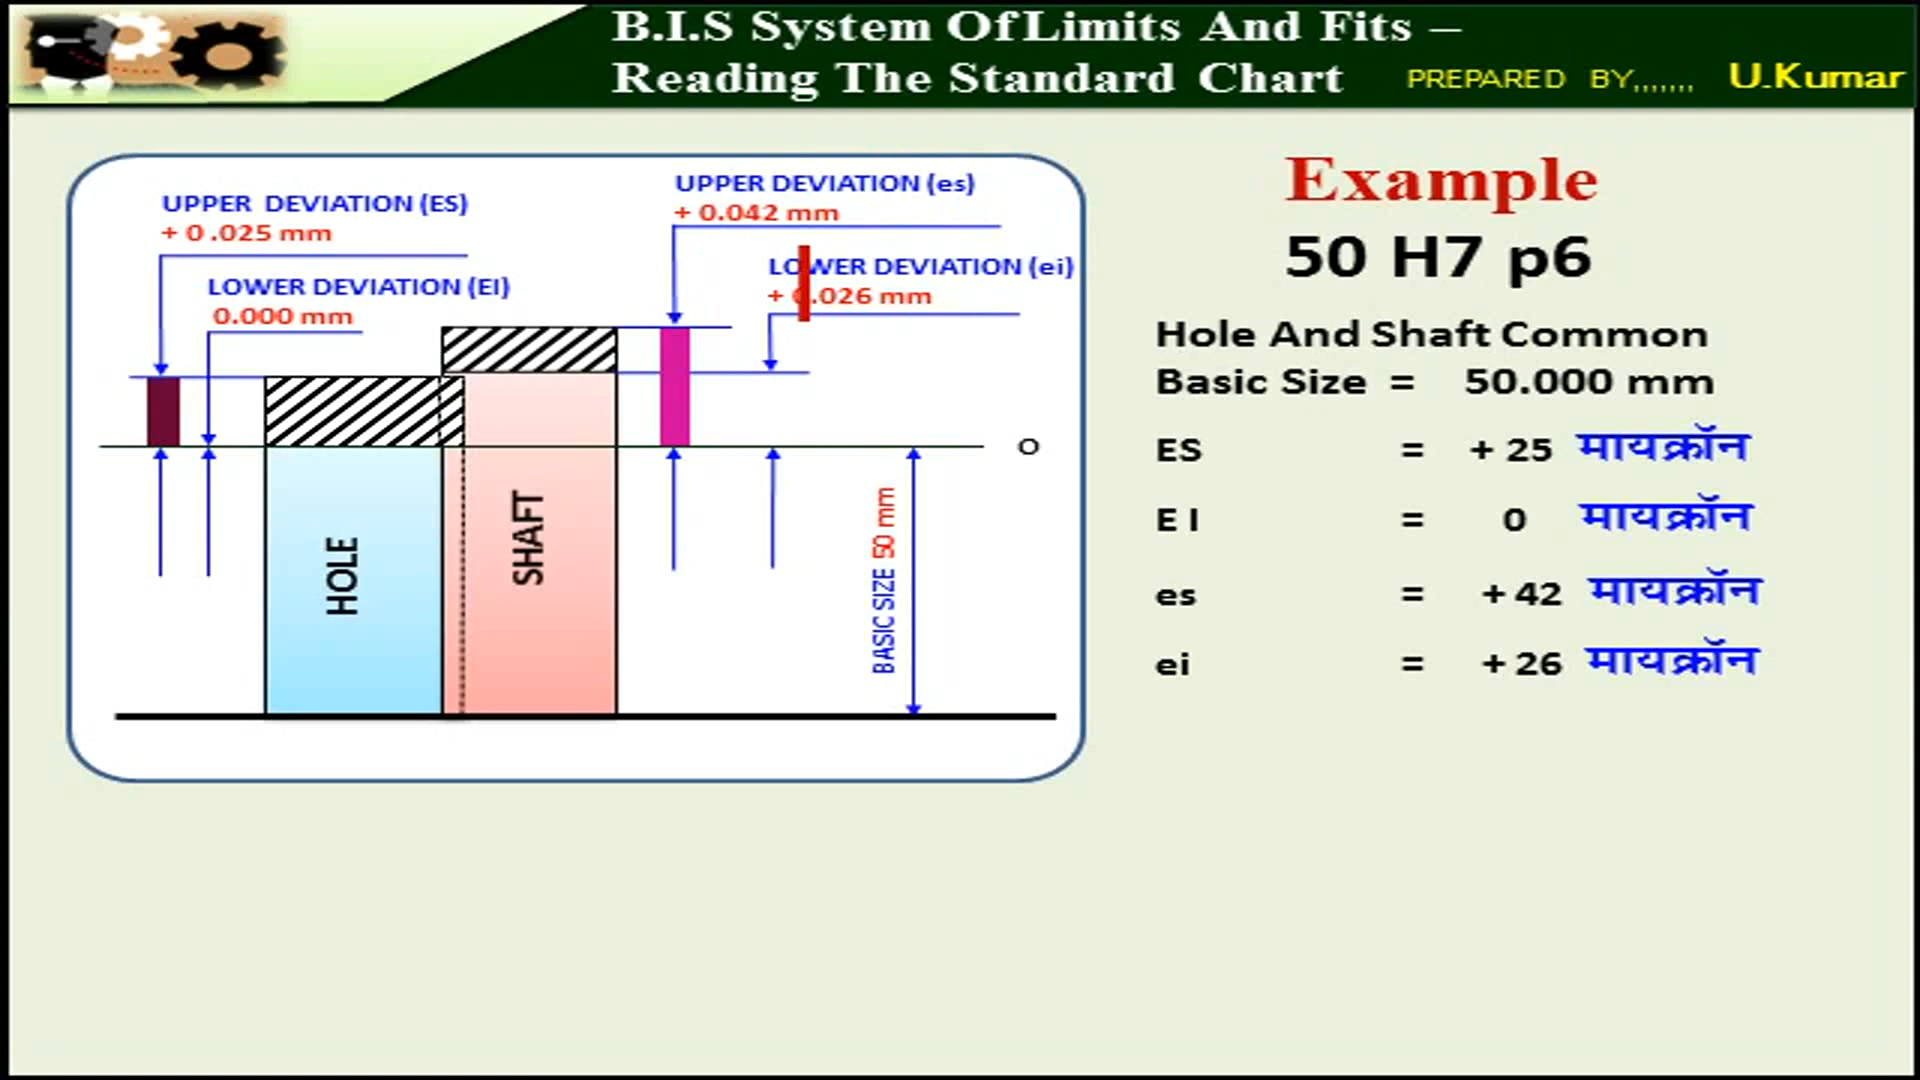 B.I.S System Of Limits And Fits –
Reading The Standard Chart PREPARED BY,,,,,,, U.Kumar
UPPER DEVIATION (ES)
+ 0 .025 mm
LOWER DEVIATION (EI)
0.000 mm
UPPER DEVIATION (es)
+ 0.042 mm
LOWER DEVIATION (ei)
+ 0.026 mm
O
HOLE
SHAFT
BASIC SIZE 50 mm
Example
50 H7 p6
Hole And Shaft Common
Basic Size = 50.000 mm
ES = + 25 मायक्रॉन
E I = 0 मायक्रॉन
es = + 42 मायक्रॉन
ei = + 26 मायक्रॉन